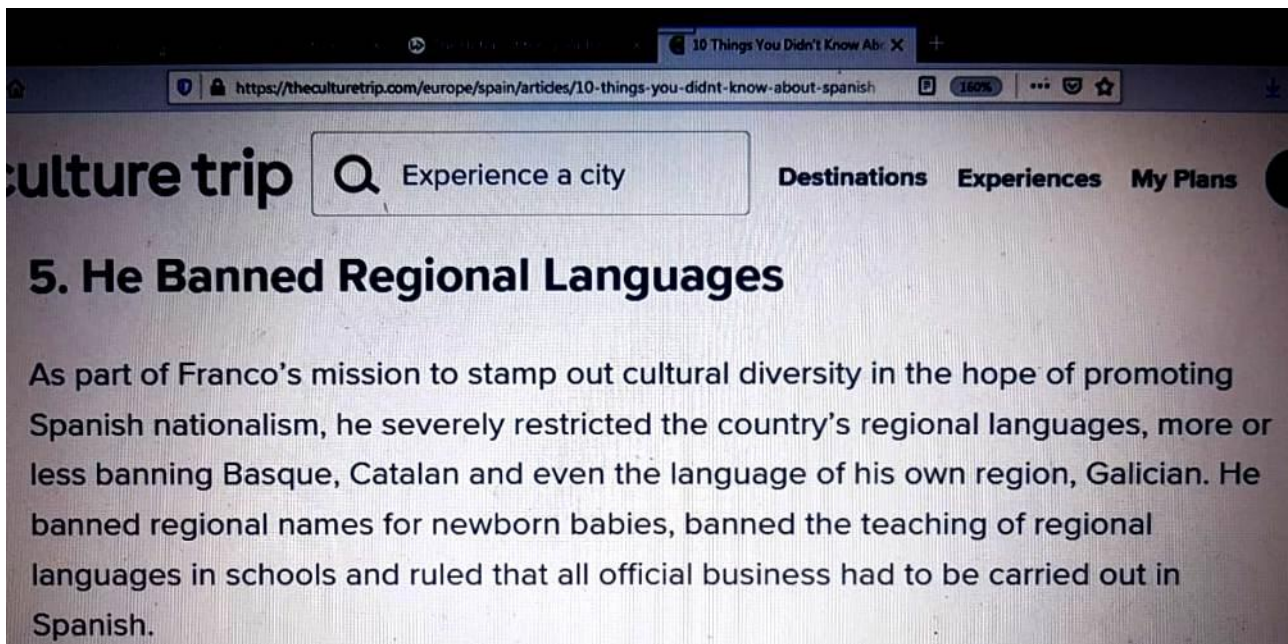 10 Things You Didn't Know Abo
https://theculturetrip.com/europe/spain/articles/10-things-you-didnt-know-about-spanish 160%
culture trip Experience a city Destinations Experiences My Plans
5. He Banned Regional Languages
As part of Franco's mission to stamp out cultural diversity in the hope of promoting
Spanish nationalism, he severely restricted the country's regional languages, more or
less banning Basque, Catalan and even the language of his own region, Galician. He
banned regional names for newborn babies, banned the teaching of regional
languages in schools and ruled that all official business had to be carried out in
Spanish.